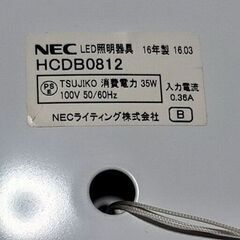 NEC LED照明器具 16年製 16.03
HCDB0812
PS E TSUJIKO 消費電力 35W 入力電流
100V 50/60Hz 0.36A
NECライティング株式会社 B